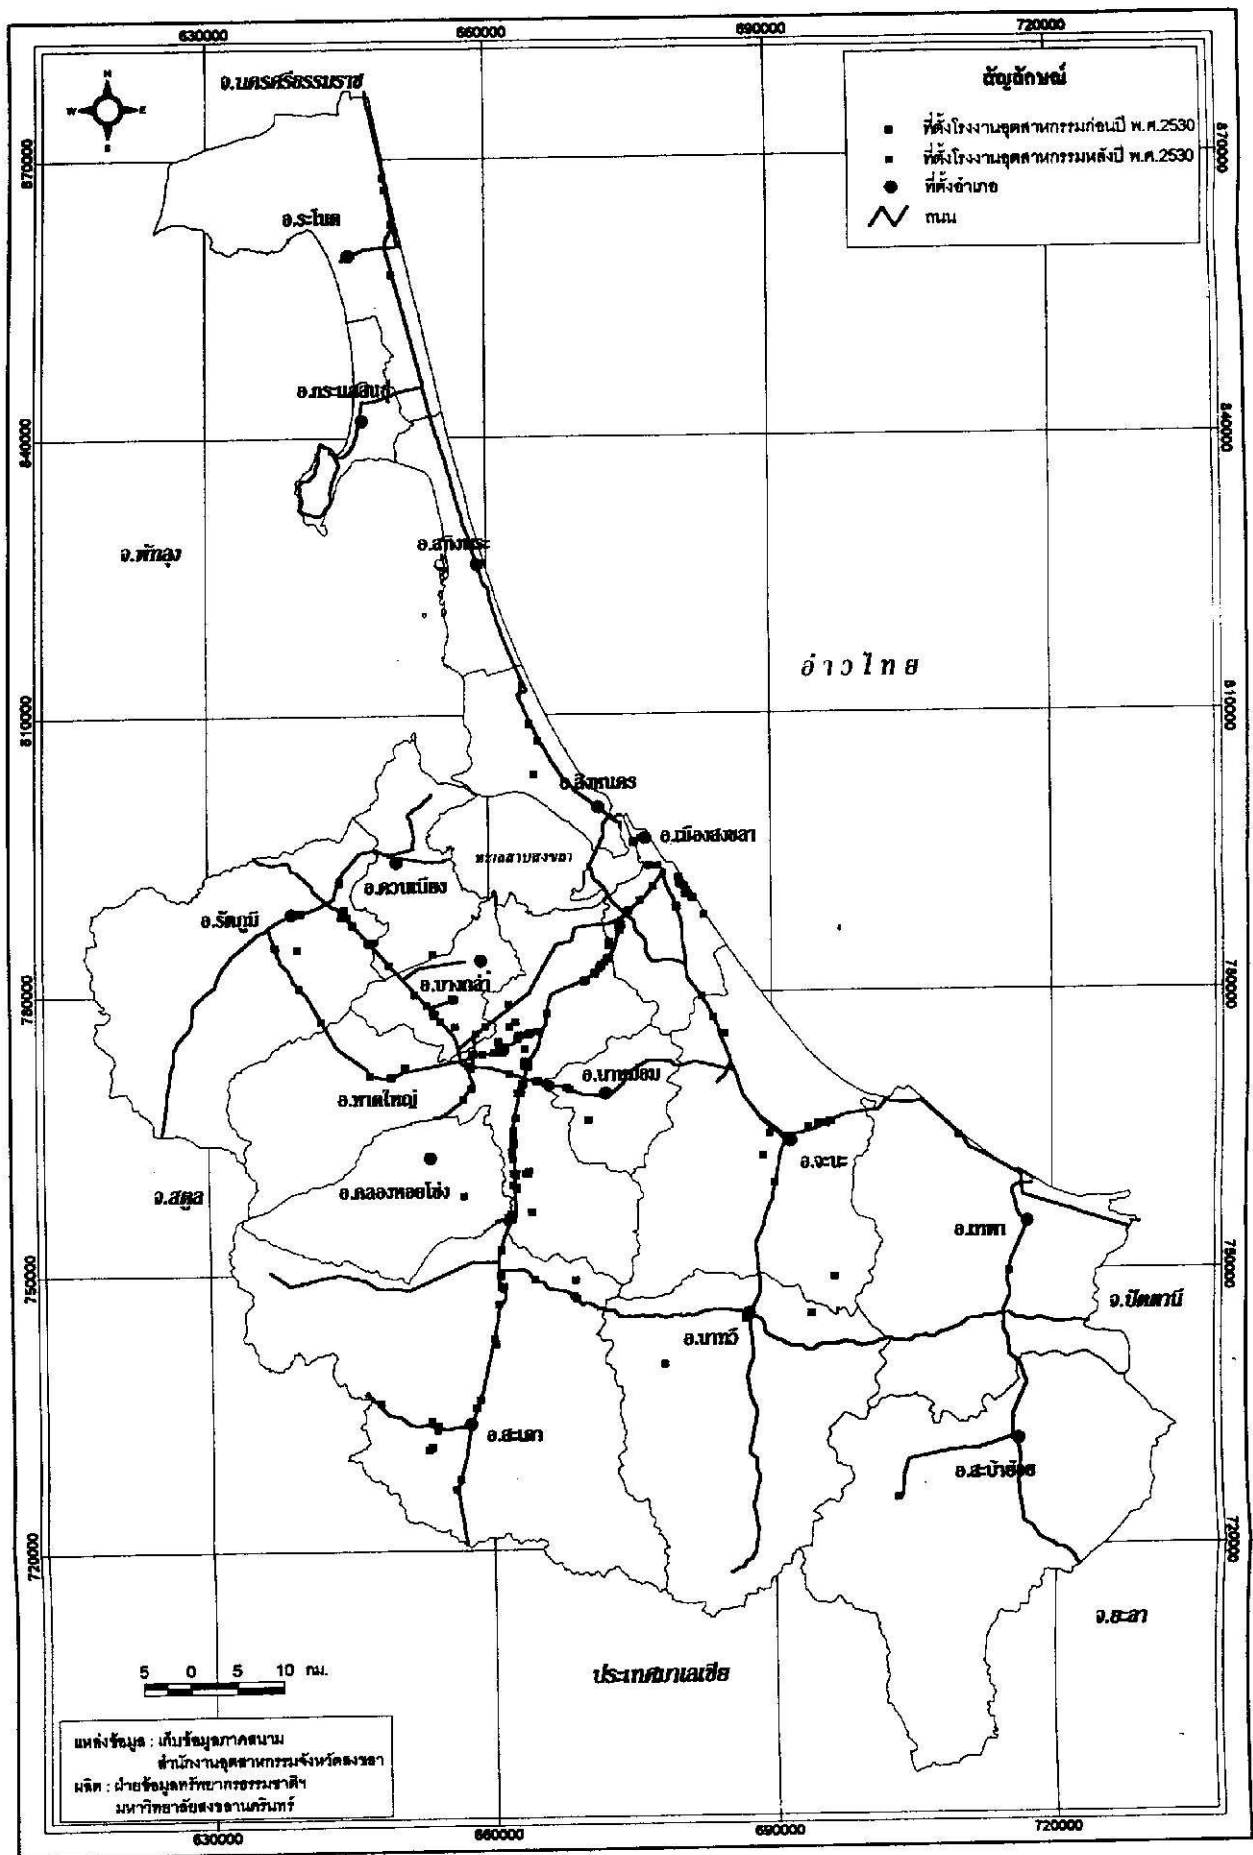 630000
660000
690000
720000
จ.นครศรีธรรมราช
N
W
E
S
สัญลักษณ์
ที่ตั้งโรงงานอุตสาหกรรมก่อนปี พ.ศ.2530
ที่ตั้งโรงงานอุตสาหกรรมหลังปี พ.ศ.2530
ที่ตั้งอำเภอ
ถนน
870000
870000
อ.ระโนด
อ.กระแสสินธุ์
840000
840000
อ.สทิงพระ
จ.พัทลุง
อ่าวไทย
810000
810000
อ.สิงหนคร
อ.เมืองสงขลา
ทะเลสาบสงขลา
อ.ควนเนียง
อ.รัตภูมิ
อ.บางกล่ำ
780000
780000
อ.นาหม่อม
อ.หาดใหญ่
อ.จะนะ
อ.คลองหอยโข่ง
จ.สตูล
อ.เทพา
750000
750000
จ.ปัตตานี
อ.นาทวี
อ.สะเดา
อ.สะบ้าย้อย
720000
720000
จ.ยะลา
ประเทศมาเลเซีย
5 0 5 10 กม.
แหล่งข้อมูล : เก็บข้อมูลภาคสนาม
สำนักงานอุตสาหกรรมจังหวัดสงขลา
ผลิต : ฝ่ายข้อมูลทรัพยากรธรรมชาติฯ
มหาวิทยาลัยสงขลานครินทร์
630000
660000
690000
720000